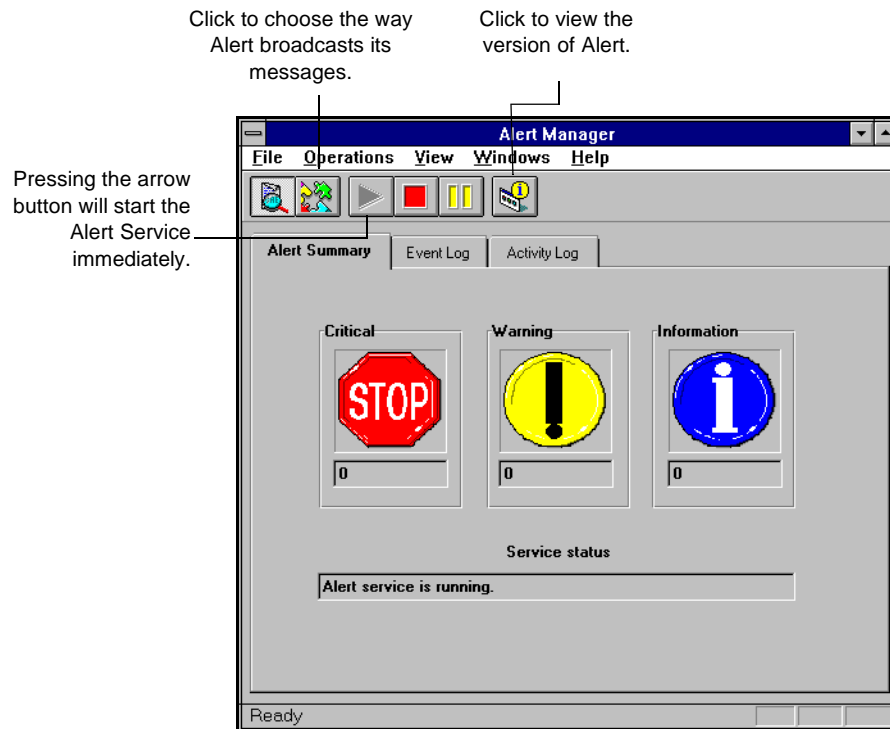 Click to choose the way
Alert broadcasts its
messages.
Click to view the
version of Alert.
Pressing the arrow
button will start the
Alert Service
immediately.
Alert Manager
File Operations View Windows Help
Alert Summary Event Log Activity Log
Critical Warning Information
STOP
0 0 0
Service status
Alert service is running.
Ready